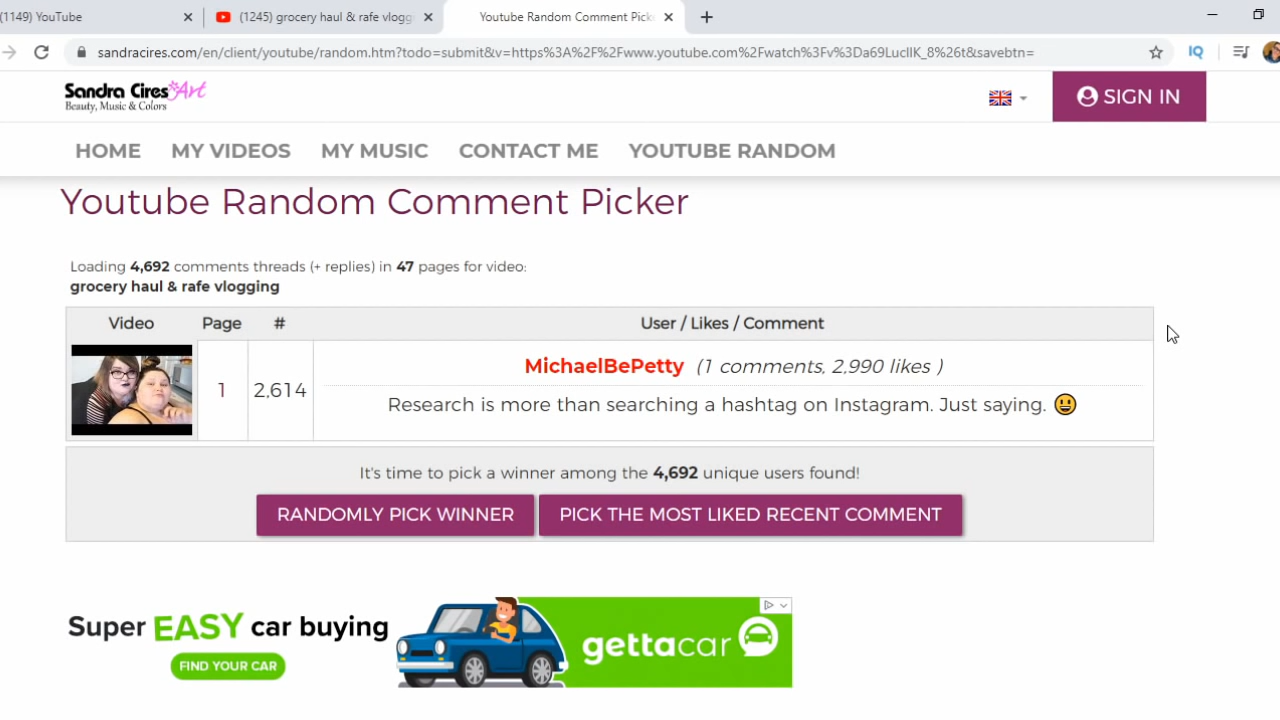 (1149) YouTube
(1245) grocery haul & rafe vlogg
Youtube Random Comment Pick
sandracires.com/en/client/youtube/random.htm?todo=submit&v=https%3A%2F%2Fwww.youtube.com%2Fwatch%3Fv%3Da69LucIlK_8%26t&savebtn=
IQ
Sandra Cires Art
Beauty, Music & Colors
SIGN IN
HOME MY VIDEOS MY MUSIC CONTACT ME YOUTUBE RANDOM
Youtube Random Comment Picker
Loading 4,692 comments threads (+ replies) in 47 pages for video:
grocery haul & rafe vlogging
Video Page # User / Likes / Comment
MichaelBePetty (1 comments, 2,990 likes )
1 2,614
Research is more than searching a hashtag on Instagram. Just saying. 😃
It's time to pick a winner among the 4,692 unique users found!
RANDOMLY PICK WINNER PICK THE MOST LIKED RECENT COMMENT
Super EASY car buying
FIND YOUR CAR
gettacar